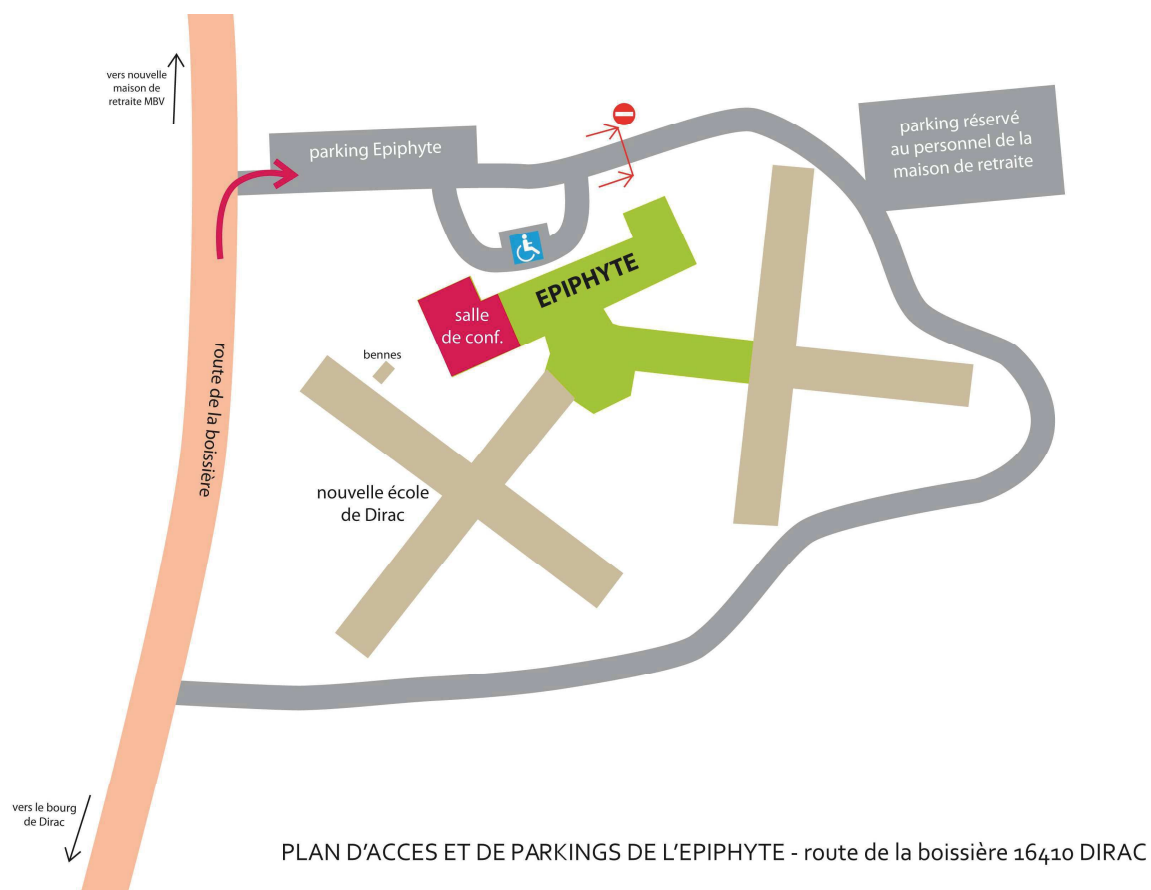 vers nouvelle
maison de
retraite MBV
parking Epiphyte
parking réservé
au personnel de la
maison de retraite
EPIPHYTE
salle
de conf.
bennes
route de la boissière
nouvelle école
de Dirac
vers le bourg
de Dirac
PLAN D'ACCES ET DE PARKINGS DE L'EPIPHYTE - route de la boissière 16410 DIRAC